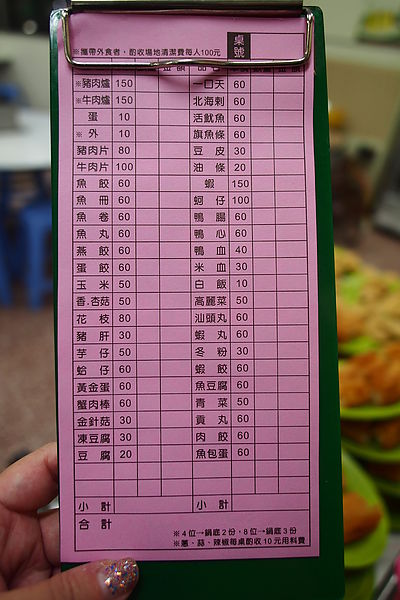 桌號
※攜帶外食者，酌收場地清潔費每人100元
※豬肉爐 150 一口天 60
※牛肉爐 150 北海刺 60
蛋 10 活魷魚 60
※外 10 旗魚條 60
豬肉片 80 豆皮 30
牛肉片 100 油條 20
魚餃 60 蝦 150
魚冊 60 蚵仔 100
魚卷 60 鴨腸 60
魚丸 60 鴨心 60
燕餃 60 鴨血 40
蛋餃 60 米血 30
玉米 50 白飯 10
香.杏菇 50 高麗菜 50
花枝 80 汕頭丸 60
豬肝 30 蝦丸 60
芋仔 50 冬粉 30
蛤仔 60 蝦餃 60
黃金蛋 60 魚豆腐 60
蟹肉棒 60 青菜 50
金針菇 30 貢丸 60
凍豆腐 30 肉餃 60
豆腐 20 魚包蛋 60
小計 小計
合計
※4位→鍋底2份，8位→鍋底3份
※蔥、蒜、辣椒每桌酌收10元用料費